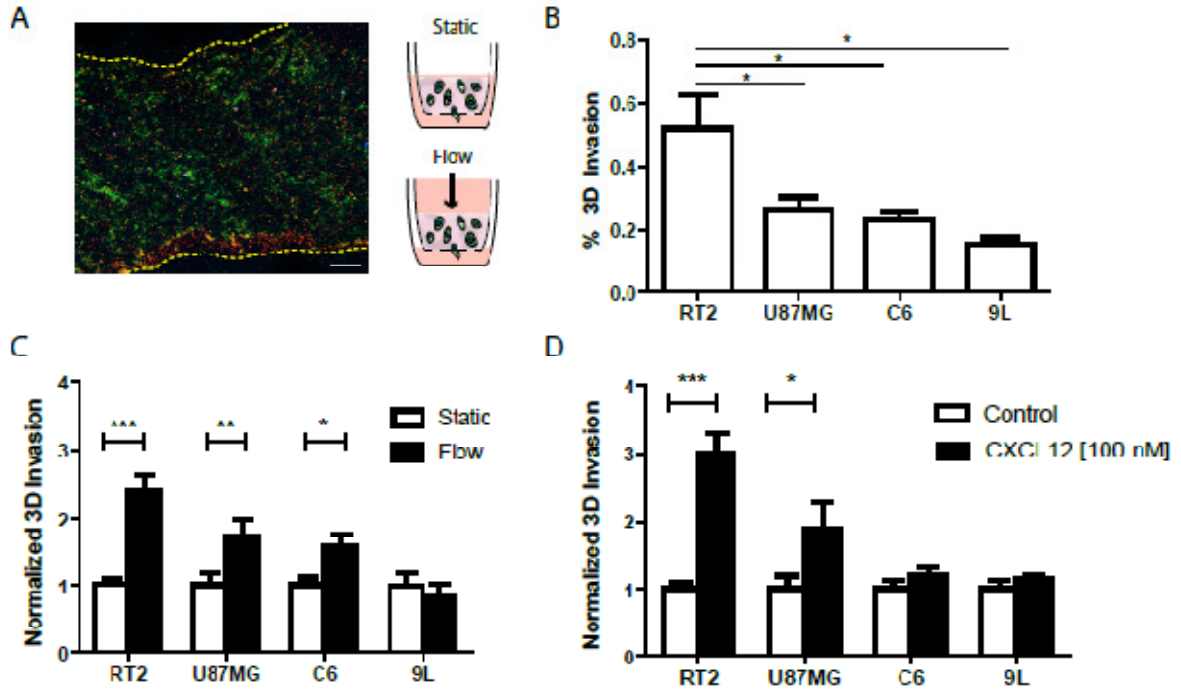 A
Static
Flow
B
% 3D Invasion
0.8
0.6
0.4
0.2
0.0
*
*
*
RT2
U87MG
C6
9L
C
Normalized 3D Invasion
4
3
2
1
0
***
**
*
Static
Flow
RT2
U87MG
C6
9L
D
Normalized 3D Invasion
4
3
2
1
0
***
*
Control
CXCL12 [100 nM]
RT2
U87MG
C6
9L